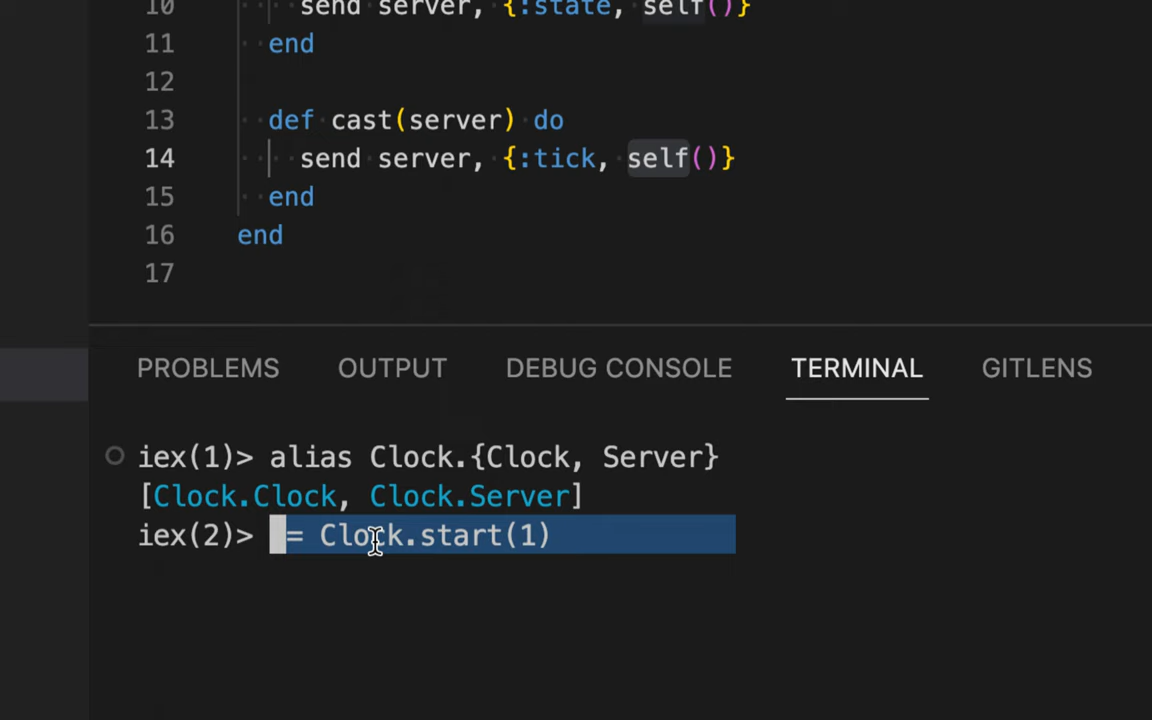 10 send server, {:state, self()}
11 end
12
13 def cast(server) do
14 send server, {:tick, self()}
15 end
16 end
17
PROBLEMS OUTPUT DEBUG CONSOLE TERMINAL GITLENS
iex(1)> alias Clock.{Clock, Server}
[Clock.Clock, Clock.Server]
iex(2)> = Clock.start(1)